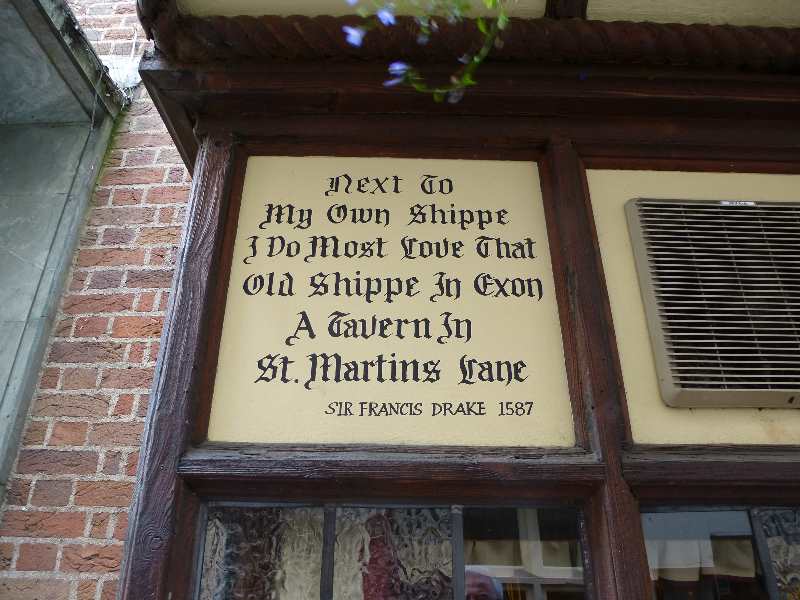 Next To
My Own Shippe
I Do Most Love That
Old Shippe In Exon
A Tavern In
St. Martins Lane
SIR FRANCIS DRAKE 1587